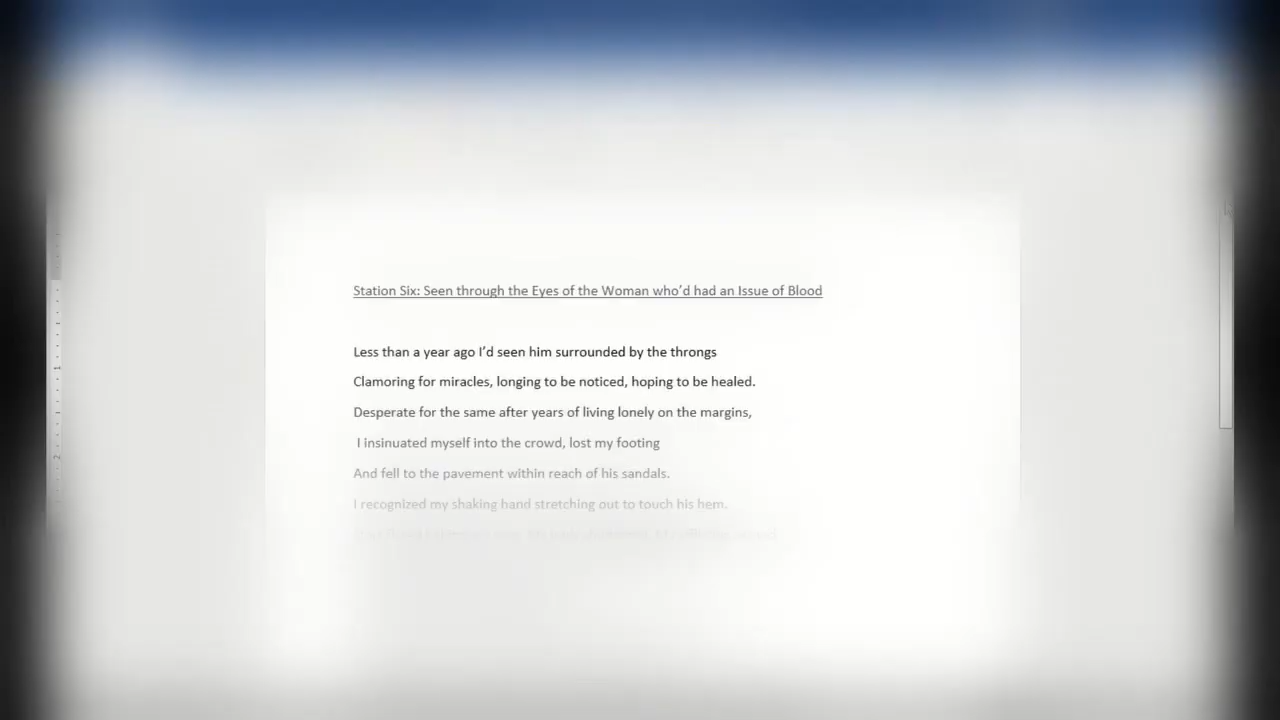 Station Six: Seen through the Eyes of the Woman who’d had an Issue of Blood
Less than a year ago I’d seen him surrounded by the throngs
Clamoring for miracles, longing to be noticed, hoping to be healed.
Desperate for the same after years of living lonely on the margins,
I insinuated myself into the crowd, lost my footing
And fell to the pavement within reach of his sandals.
I recognized my shaking hand stretching out to touch his hem.